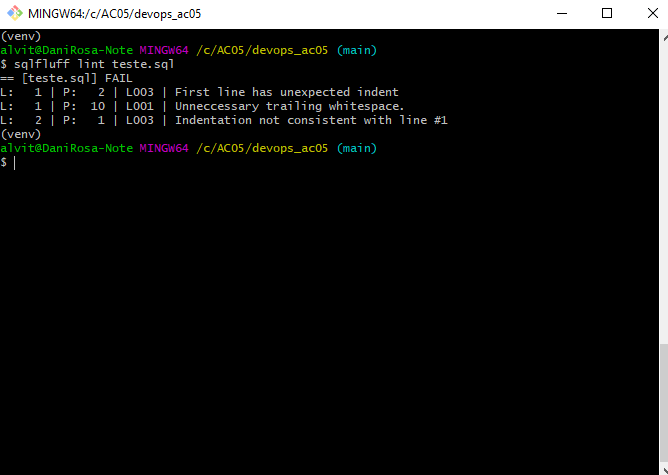 MINGW64:/c/AC05/devops_ac05
(venv)
alvit@DaniRosa-Note MINGW64 /c/AC05/devops_ac05 (main)
$ sqlfluff lint teste.sql
== [teste.sql] FAIL
L:   1 | P:   2 | L003 | First line has unexpected indent
L:   1 | P:  10 | L001 | Unneccessary trailing whitespace.
L:   2 | P:   1 | L003 | Indentation not consistent with line #1
(venv)
alvit@DaniRosa-Note MINGW64 /c/AC05/devops_ac05 (main)
$